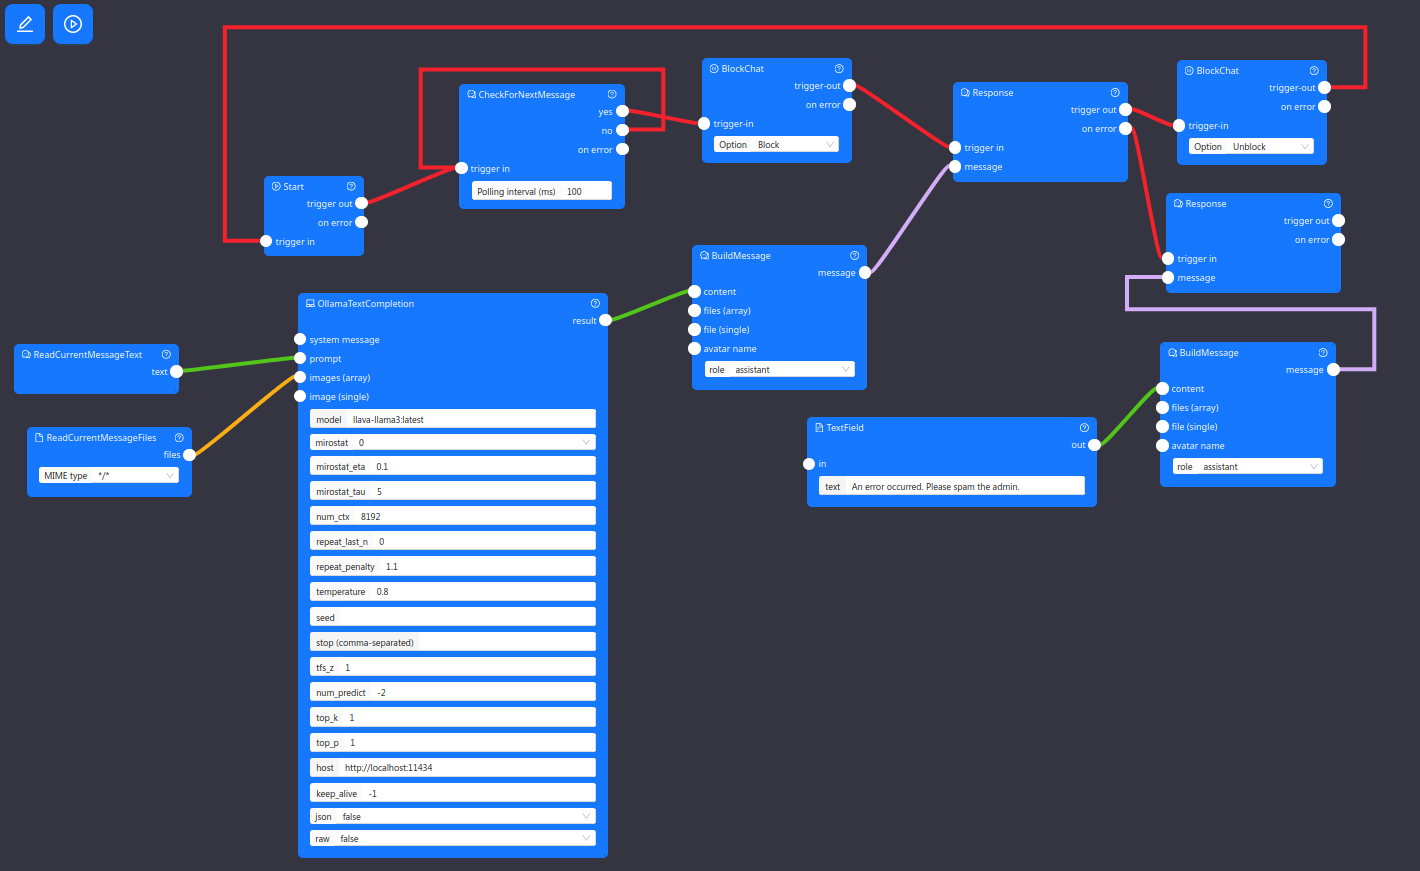 Start
trigger out
on error
trigger in
CheckForNextMessage
yes
no
on error
trigger in
Polling interval (ms) 100
BlockChat
trigger-out
on error
trigger-in
Option Block
Response
trigger out
on error
trigger in
message
BlockChat
trigger-out
on error
trigger-in
Option Unblock
Response
trigger out
on error
trigger in
message
ReadCurrentMessageText
text
ReadCurrentMessageFiles
files
MIME type */*
OllamaTextCompletion
result
system message
prompt
images (array)
image (single)
model llava-llama3:latest
mirostat 0
mirostat_eta 0.1
mirostat_tau 5
num_ctx 8192
repeat_last_n 0
repeat_penalty 1.1
temperature 0.8
seed
stop (comma-separated)
tfs_z 1
num_predict -2
top_k 1
top_p 1
host http://localhost:11434
keep_alive -1
json false
raw false
BuildMessage
message
content
files (array)
file (single)
avatar name
role assistant
TextField
out
in
text An error occurred. Please spam the admin.
BuildMessage
message
content
files (array)
file (single)
avatar name
role assistant